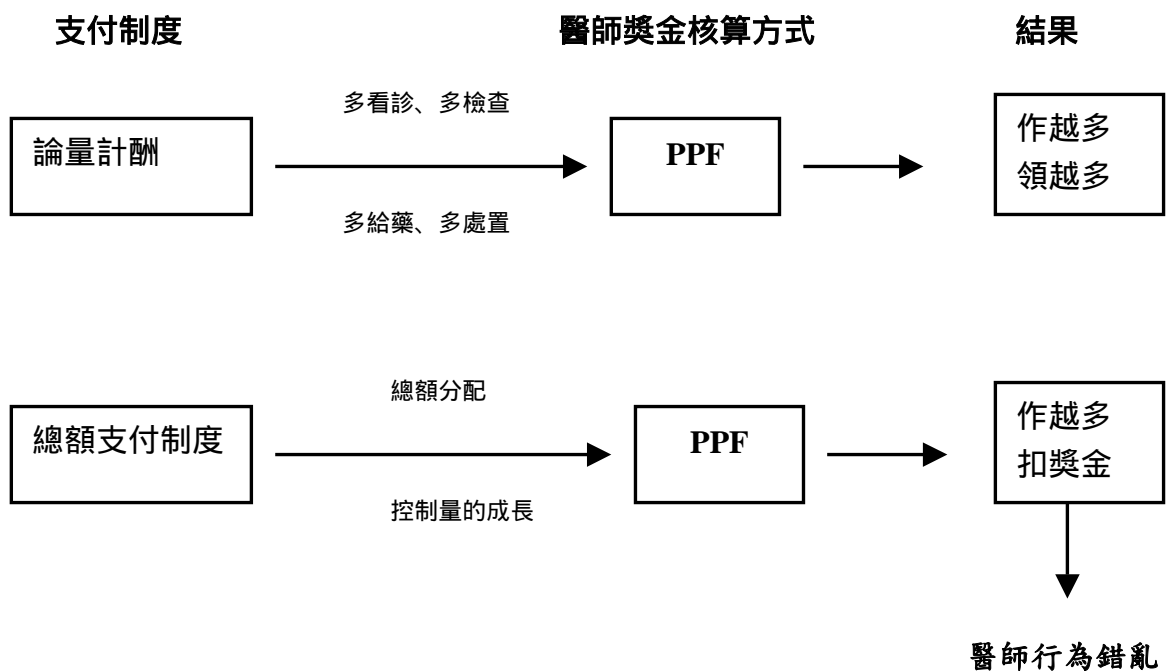 支付制度
醫師獎金核算方式
結果
多看診、多檢查
論量計酬
PPF
作越多
領越多
多給藥、多處置
總額分配
總額支付制度
PPF
作越多
扣獎金
控制量的成長
醫師行為錯亂